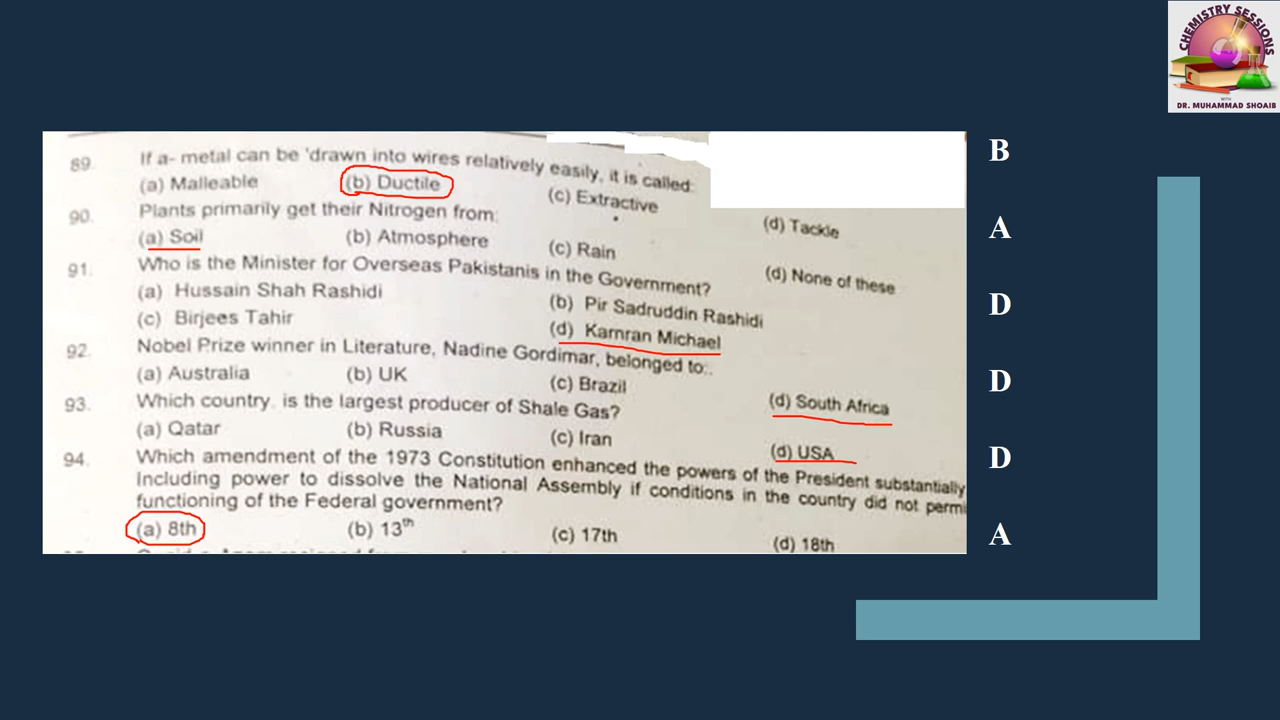 CHEMISTRY SESSIONS
WITH
DR. MUHAMMAD SHOAIB
89. If a- metal can be 'drawn into wires relatively easily, it is called:
(a) Malleable (b) Ductile (c) Extractive (d) Tackle
90. Plants primarily get their Nitrogen from:
(a) Soil (b) Atmosphere (c) Rain (d) None of these
91. Who is the Minister for Overseas Pakistanis in the Government?
(a) Hussain Shah Rashidi (b) Pir Sadruddin Rashidi
(c) Birjees Tahir (d) Kamran Michael
92. Nobel Prize winner in Literature, Nadine Gordimar, belonged to:.
(a) Australia (b) UK (c) Brazil (d) South Africa
93. Which country. is the largest producer of Shale Gas?
(a) Qatar (b) Russia (c) Iran (d) USA
94. Which amendment of the 1973 Constitution enhanced the powers of the President substantially
Including power to dissolve the National Assembly if conditions in the country did not permi
functioning of the Federal government?
(a) 8th (b) 13th (c) 17th (d) 18th
B
A
D
D
D
A